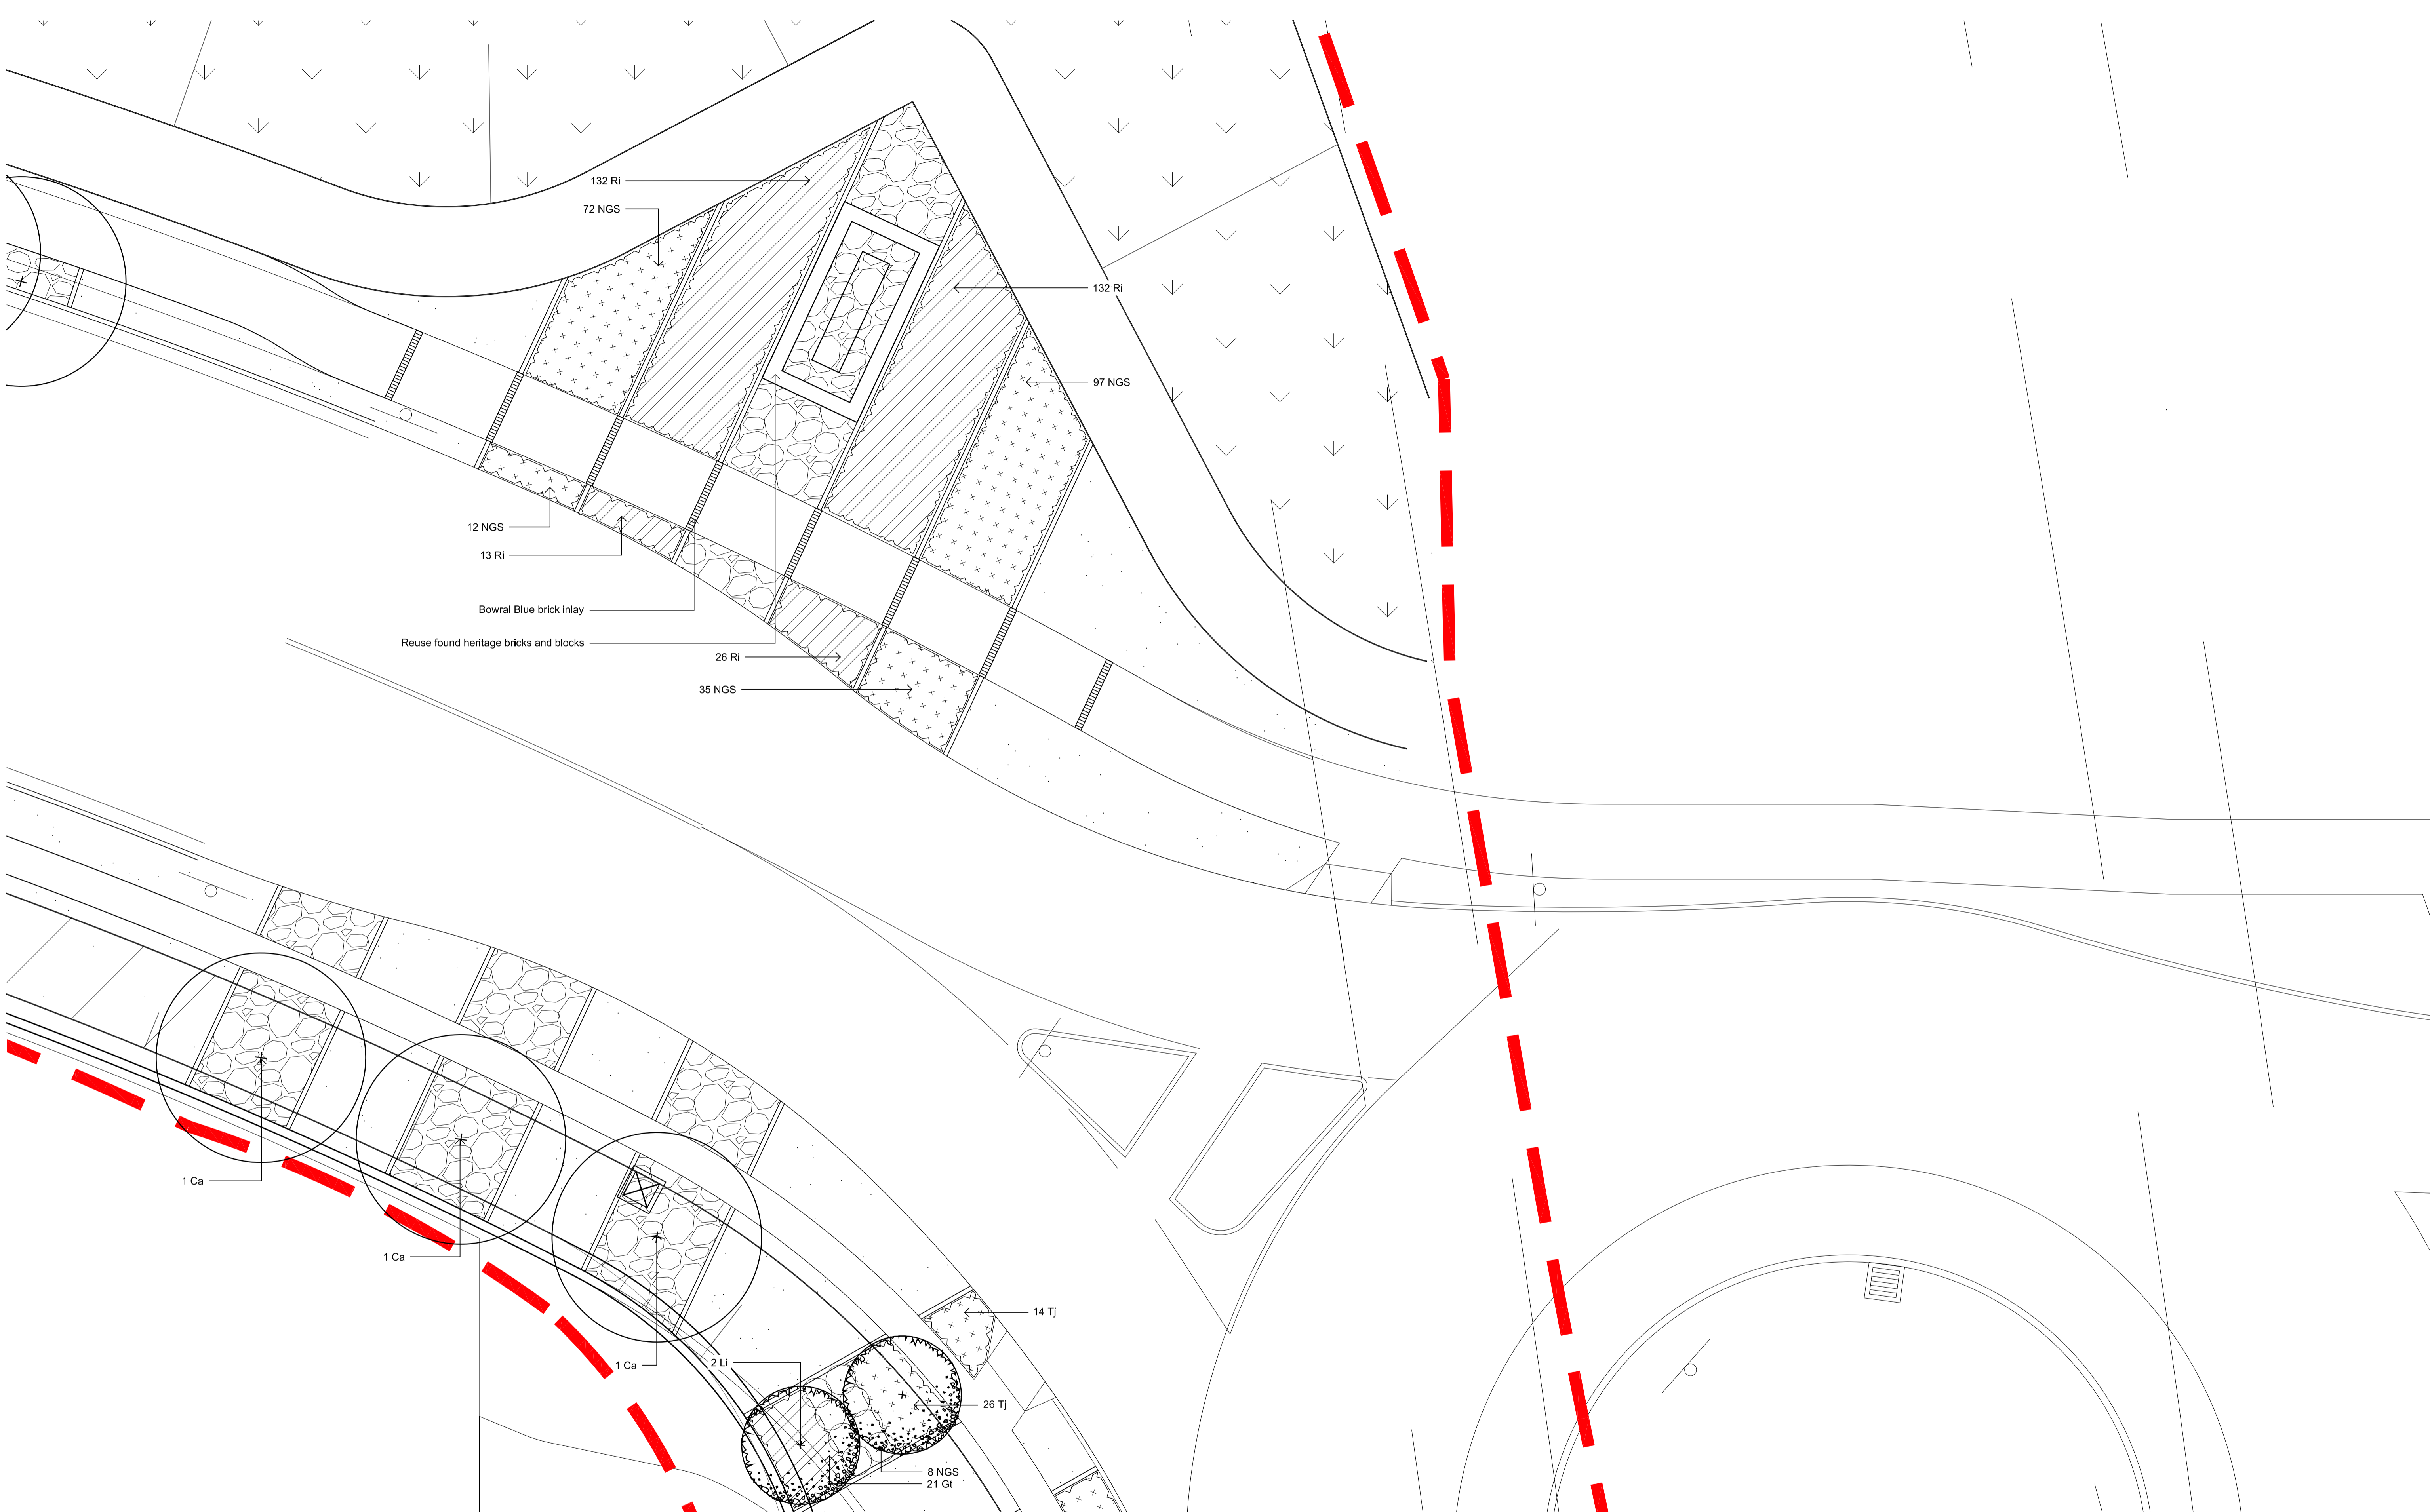 132 Ri
72 NGS
132 Ri
97 NGS
12 NGS
13 Ri
Bowral Blue brick inlay
Reuse found heritage bricks and blocks
26 Ri
35 NGS
1 Ca
1 Ca
14 Tj
2 Li
1 Ca
26 Tj
8 NGS
21 Gt